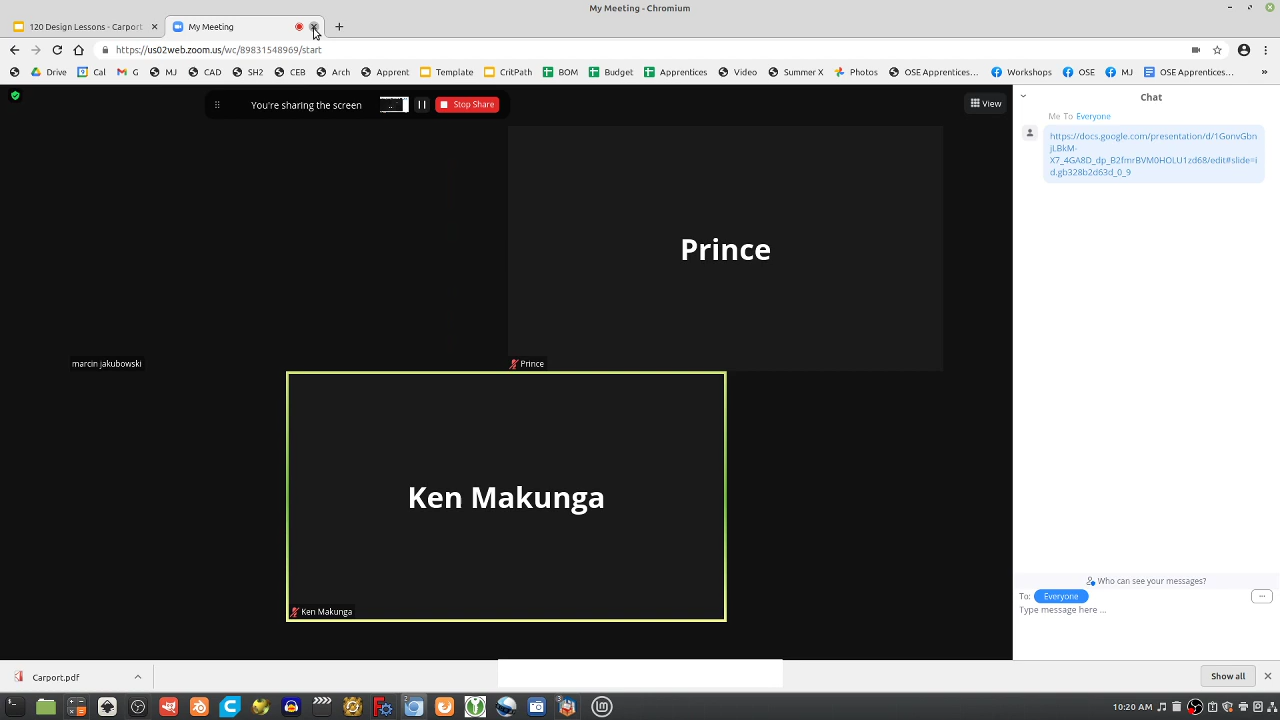 My Meeting - Chromium
120 Design Lessons - Carport
My Meeting
https://us02web.zoom.us/wc/89831548969/start
Drive Cal M G MJ CAD SH2 CEB Arch Apprent Template CritPath BOM Budget Apprentices Video Summer X Photos OSE Apprentic... Workshops OSE MJ OSE Apprentic... »
You're sharing the screen
Stop Share
View
Chat
Me To Everyone
https://docs.google.com/presentation/d/1GonvGbn
jLBkM-
X7_4GA8D_dp_B2fmrBVM0HOLU1zd68/edit#slide=i
d.gb328b2d63d_0_9
Prince
marcin jakubowski
Prince
Ken Makunga
Ken Makunga
Who can see your messages?
To: Everyone
Type message here ...
Carport.pdf
Show all
10:20 AM